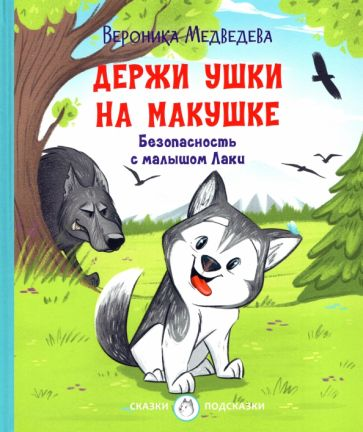 Вероника Медведева
ДЕРЖИ УШКИ
НА МАКУШКЕ
Безопасность
с малышом Лаки
СКАЗКИ ПОДСКАЗКИ